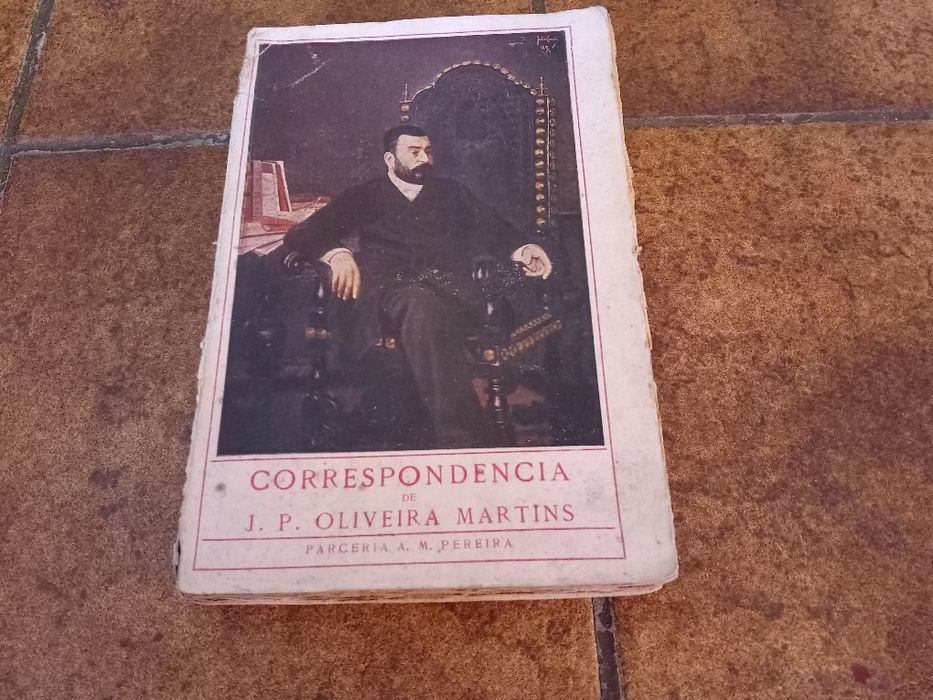 CORRESPONDENCIA
DE
J. P. OLIVEIRA MARTINS
PARCERIA A. M. PEREIRA